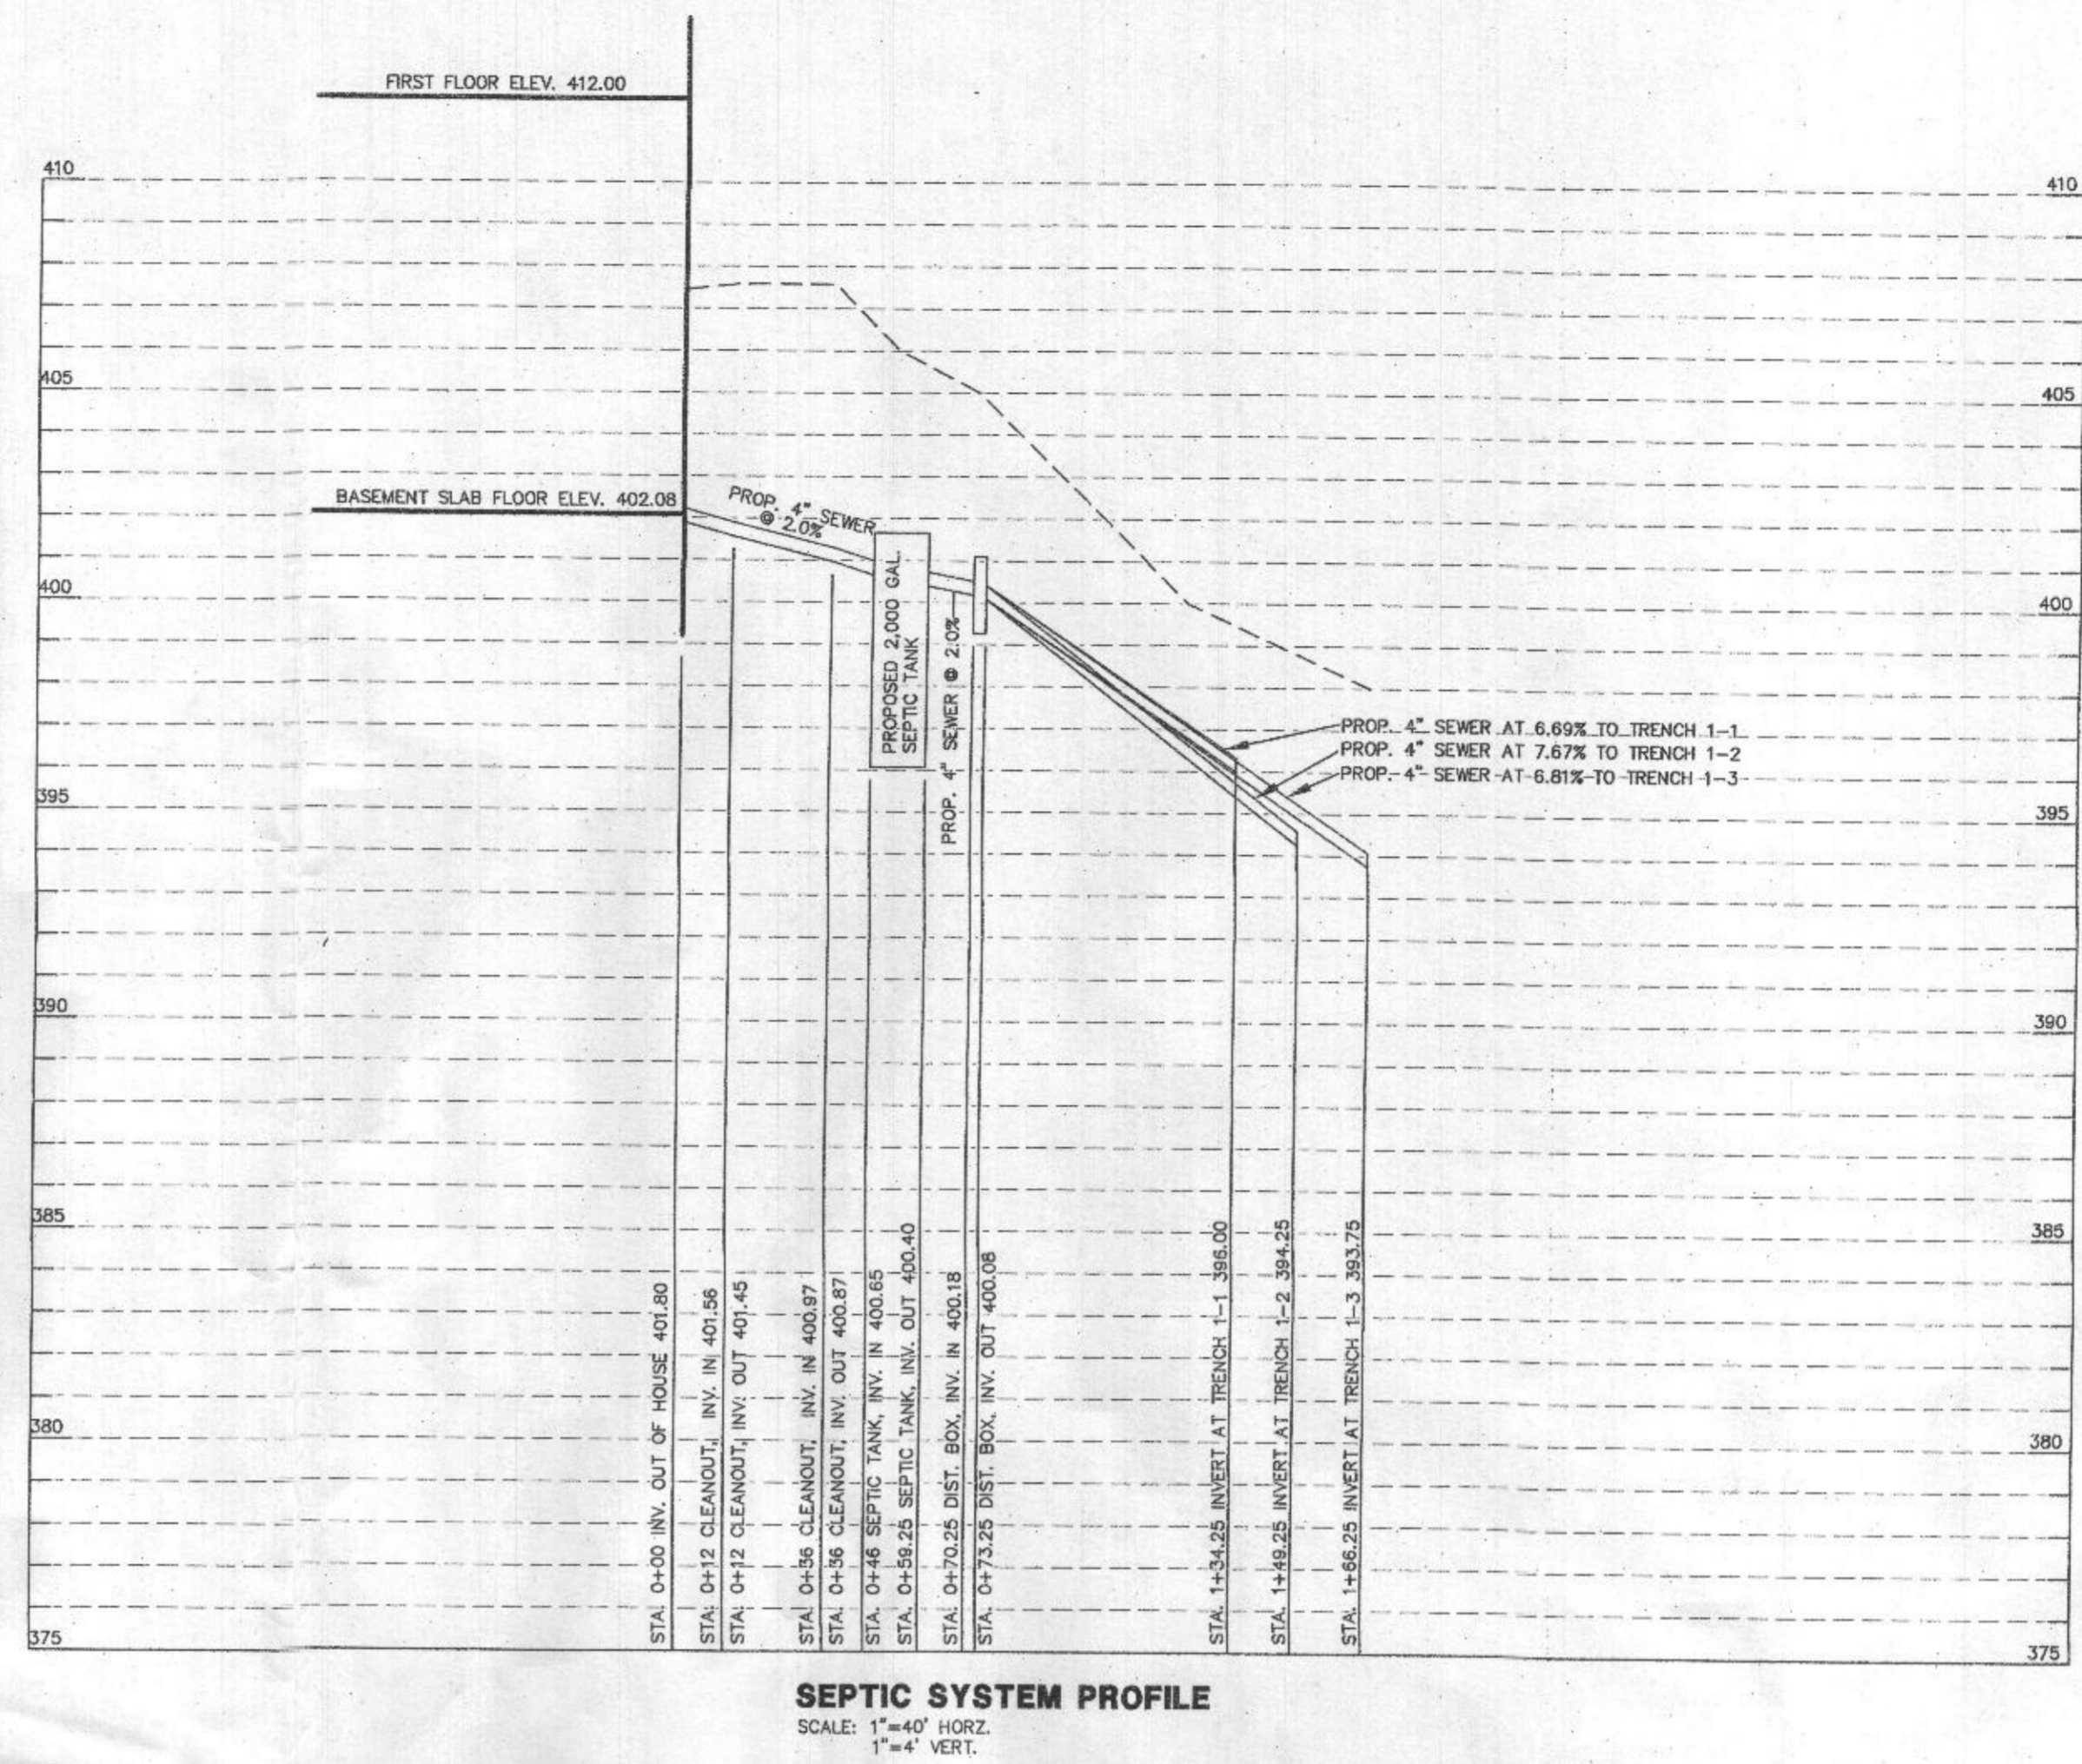 FIRST FLOOR ELEV. 412.00
410
410
405
405
BASEMENT SLAB FLOOR ELEV. 402.08
PROP. 4" SEWER
@ 2.0%
400
400
PROPOSED 2,000 GAL.
SEPTIC TANK
PROP. 4" SEWER @ 2.0%
PROP. 4" SEWER AT 6.69% TO TRENCH 1-1
PROP. 4" SEWER AT 7.67% TO TRENCH 1-2
PROP. 4" SEWER AT 6.81% TO TRENCH 1-3
395
395
390
390
385
385
380
380
375
375
STA. 0+00 INV. OUT OF HOUSE 401.80
STA. 0+12 CLEANOUT, INV. IN 401.56
STA. 0+12 CLEANOUT, INV. OUT 401.45
STA. 0+36 CLEANOUT, INV. IN 400.97
STA. 0+36 CLEANOUT, INV. OUT 400.87
STA. 0+46 SEPTIC TANK, INV. IN 400.65
STA. 0+59.25 SEPTIC TANK, INV. OUT 400.40
STA. 0+70.25 DIST. BOX, INV. IN 400.18
STA. 0+73.25 DIST. BOX, INV. OUT 400.08
STA. 1+34.25 INVERT AT TRENCH 1-1 396.00
STA. 1+49.25 INVERT AT TRENCH 1-2 394.25
STA. 1+66.25 INVERT AT TRENCH 1-3 393.75
SEPTIC SYSTEM PROFILE
SCALE: 1"=40' HORZ.
1"=4' VERT.